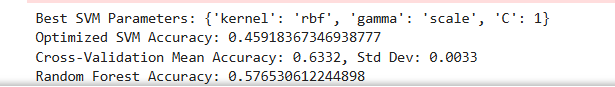 Best SVM Parameters: {'kernel': 'rbf', 'gamma': 'scale', 'C': 1}
Optimized SVM Accuracy: 0.45918367346938777
Cross-Validation Mean Accuracy: 0.6332, Std Dev: 0.0033
Random Forest Accuracy: 0.576530612244898